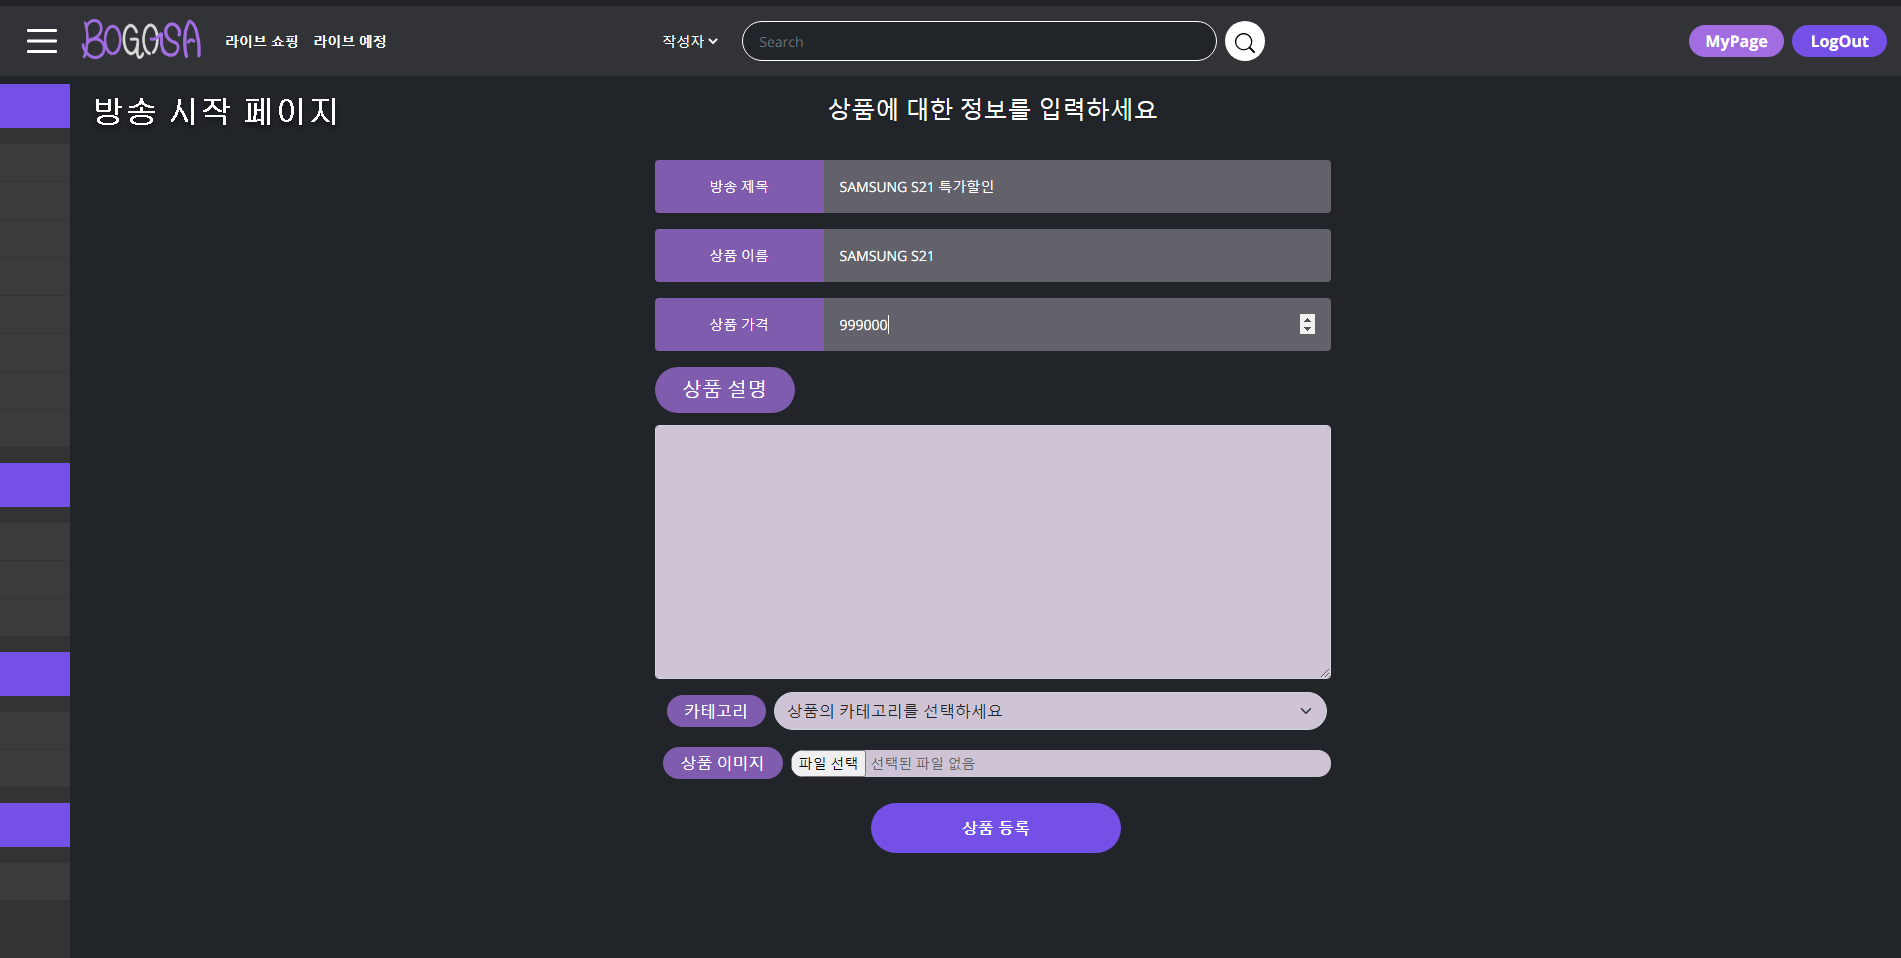 BOGOSA 라이브 쇼핑 라이브 예정 작성자 Search MyPage LogOut
방송 시작 페이지
상품에 대한 정보를 입력하세요
방송 제목 SAMSUNG S21 특가할인
상품 이름 SAMSUNG S21
상품 가격 999000
상품 설명
카테고리 상품의 카테고리를 선택하세요
상품 이미지 파일 선택 선택된 파일 없음
상품 등록